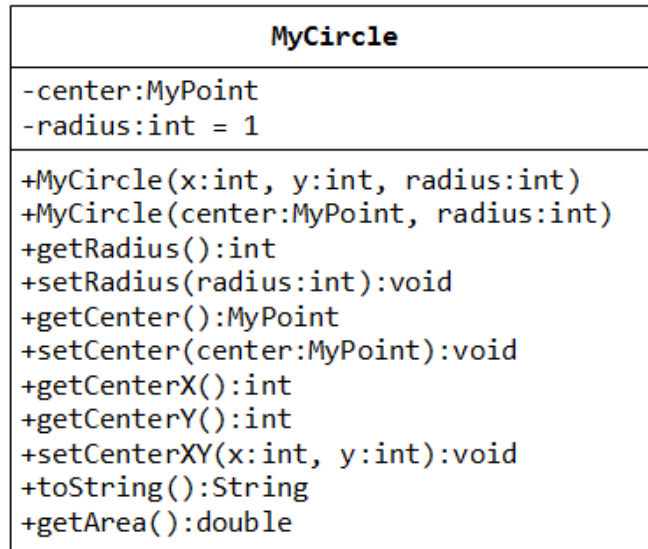 MyCircle
-center:MyPoint
-radius:int = 1
+MyCircle(x:int, y:int, radius:int)
+MyCircle(center:MyPoint, radius:int)
+getRadius():int
+setRadius(radius:int):void
+getCenter():MyPoint
+setCenter(center:MyPoint):void
+getCenterX():int
+getCenterY():int
+setCenterXY(x:int, y:int):void
+toString():String
+getArea():double